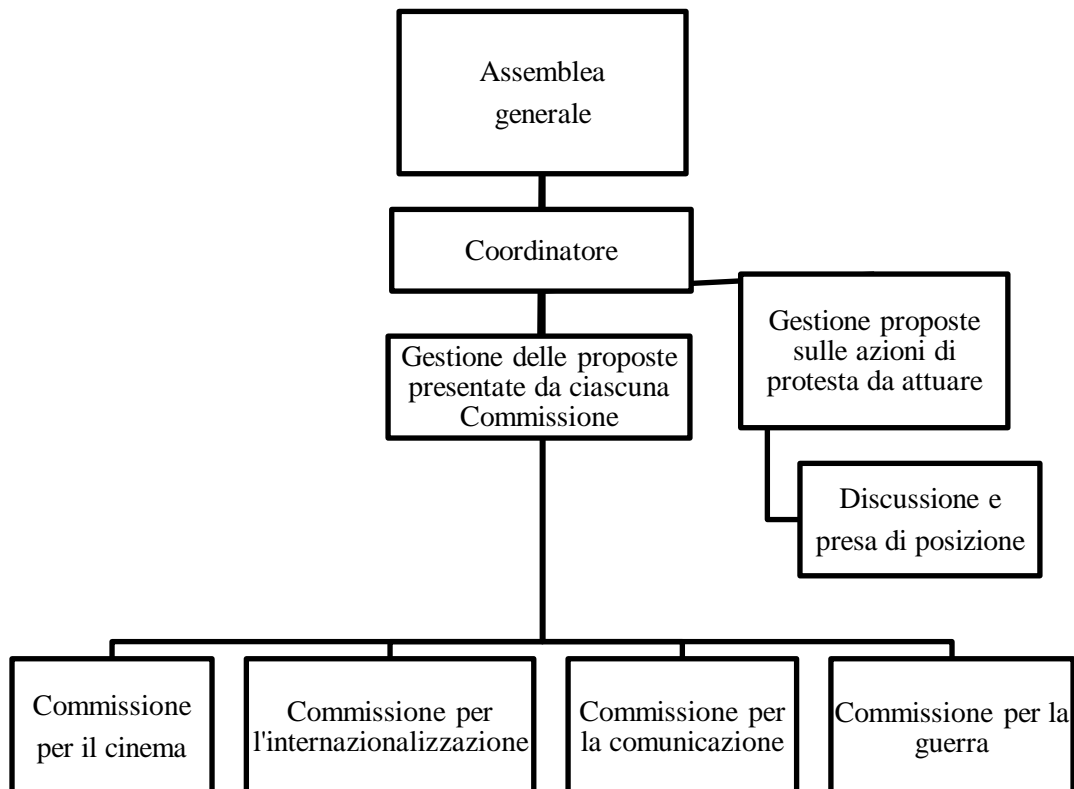 Assemblea
generale
Coordinatore
Gestione proposte
sulle azioni di
protesta da attuare
Gestione delle proposte
presentate da ciascuna
Commissione
Discussione e
presa di posizione
Commissione
per il cinema
Commissione per
l'internazionalizzazione
Commissione per
la comunicazione
Commissione per la
guerra